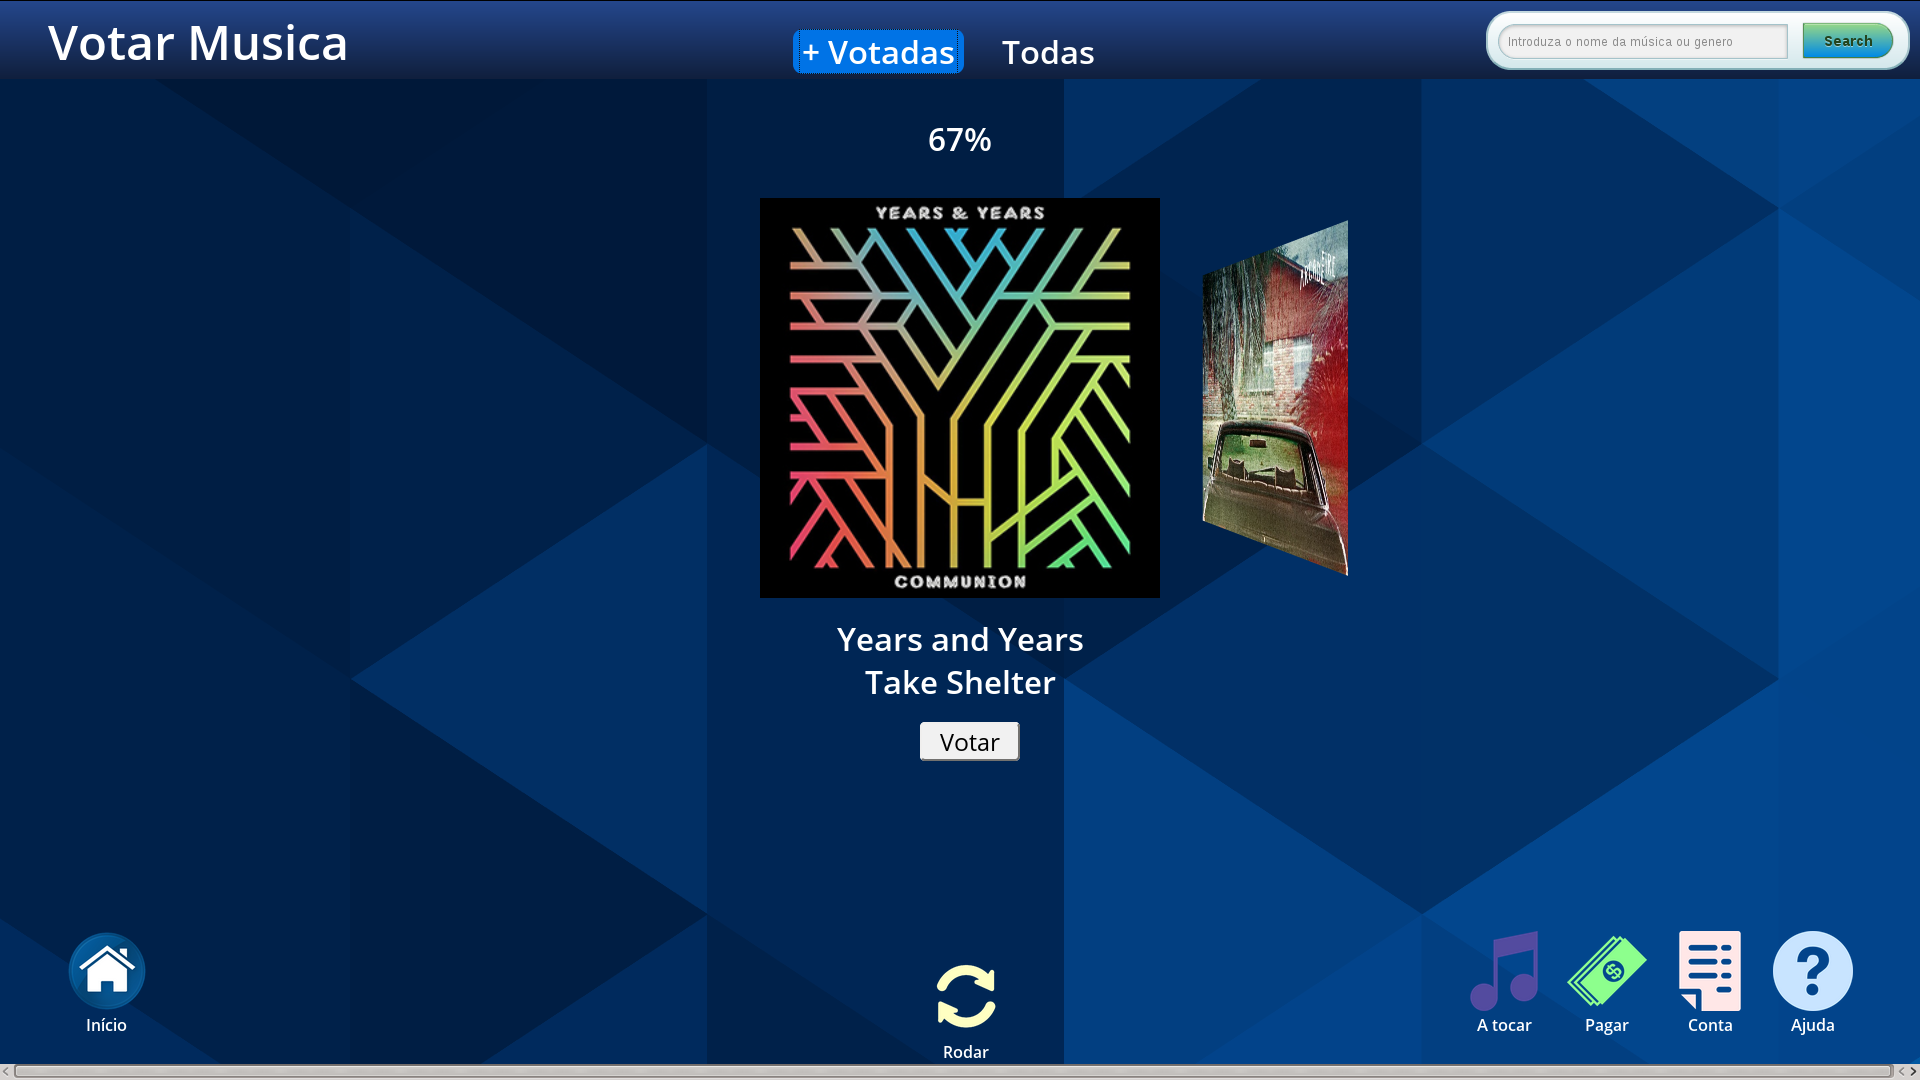 Votar Musica
+ Votadas
Todas
Introduza o nome da música ou genero
Search
67%
YEARS & YEARS
COMMUNION
ARCADE FIRE
Years and Years
Take Shelter
Votar
Início
Rodar
A tocar
Pagar
Conta
Ajuda